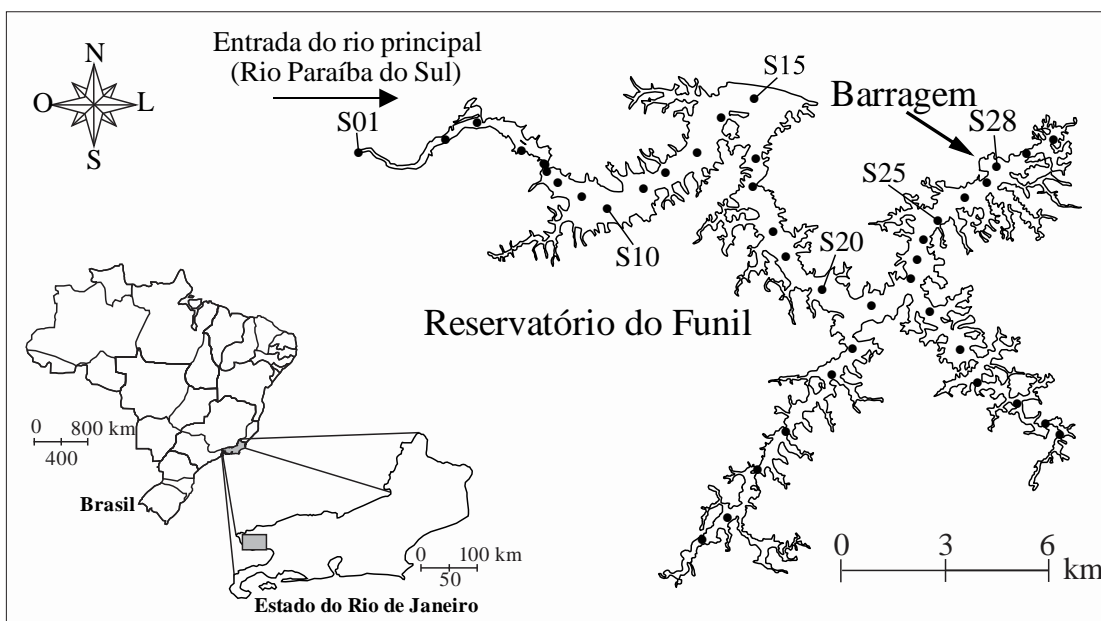 Entrada do rio principal
(Rio Paraíba do Sul)
N
O L
S
S01
S15
Barragem
S28
S25
S10
S20
Reservatório do Funil
0 800 km
400
Brasil
0 100 km
50
Estado do Rio de Janeiro
0 3 6
km